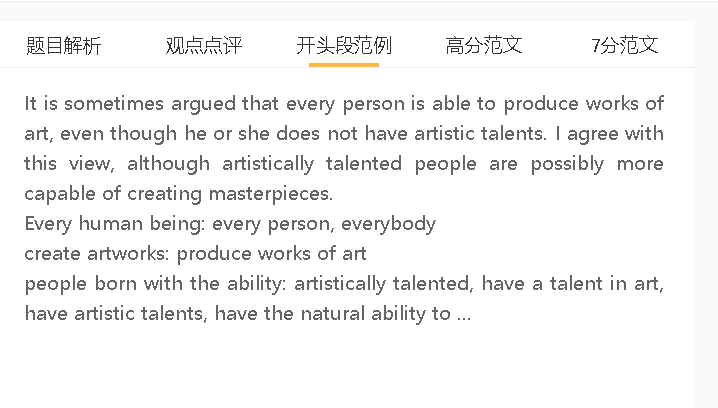 题目解析 观点点评 开头段范例 高分范文 7分范文
It is sometimes argued that every person is able to produce works of
art, even though he or she does not have artistic talents. I agree with
this view, although artistically talented people are possibly more
capable of creating masterpieces.
Every human being: every person, everybody
create artworks: produce works of art
people born with the ability: artistically talented, have a talent in art,
have artistic talents, have the natural ability to ...